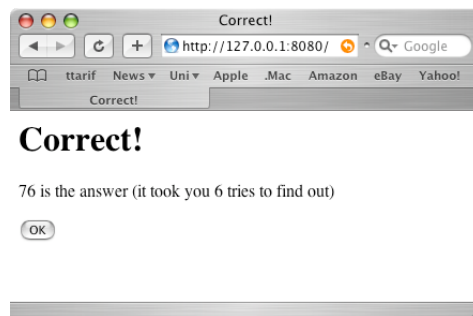 Correct!
http://127.0.0.1:8080/ Google
ttarif News Uni Apple .Mac Amazon eBay Yahoo!
Correct!
Correct!
76 is the answer (it took you 6 tries to find out)
OK